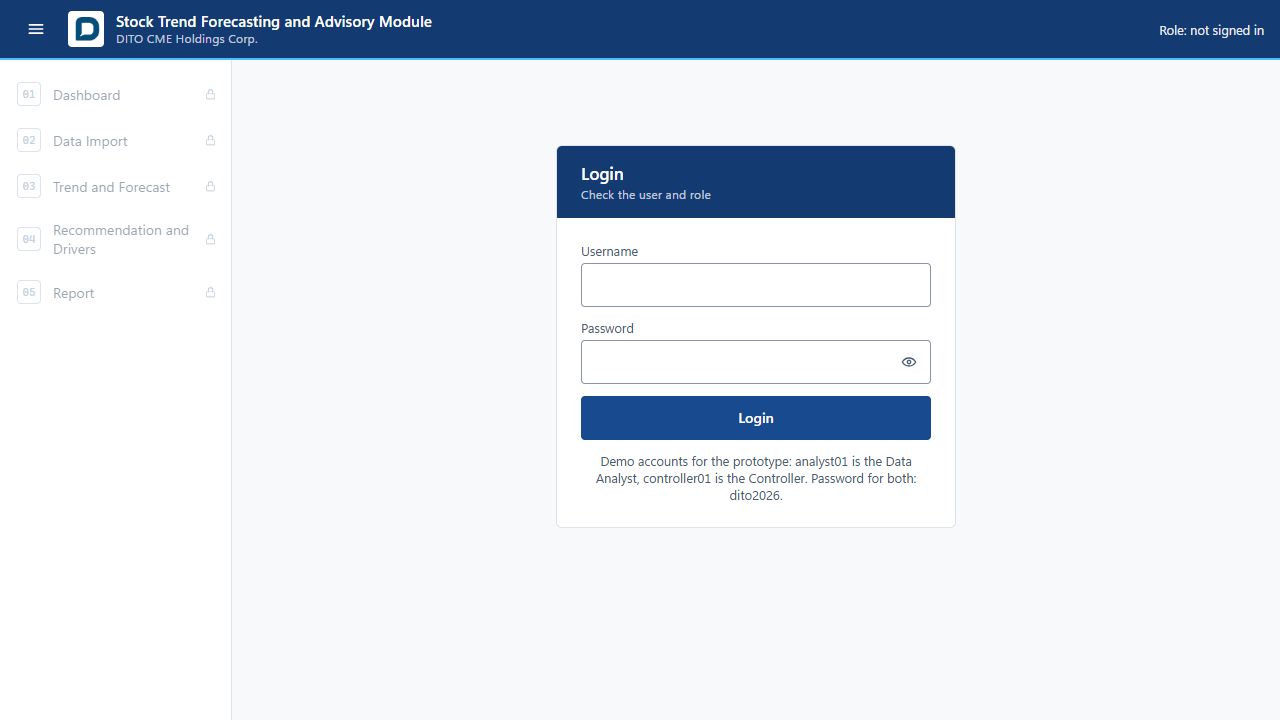 Stock Trend Forecasting and Advisory Module
DITO CME Holdings Corp.
Role: not signed in
01 Dashboard
02 Data Import
03 Trend and Forecast
04 Recommendation and
Drivers
05 Report
Login
Check the user and role
Username
Password
Login
Demo accounts for the prototype: analyst01 is the Data
Analyst, controller01 is the Controller. Password for both:
dito2026.